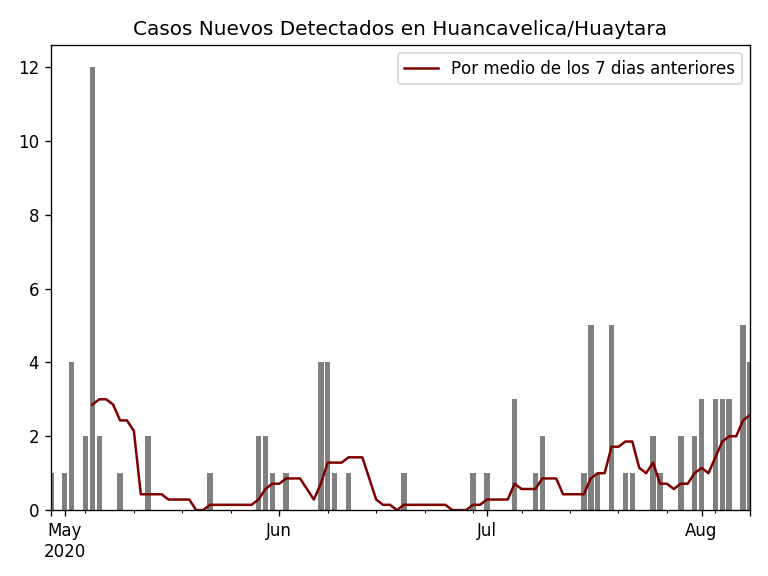 Casos Nuevos Detectados en Huancavelica/Huaytara
Por medio de los 7 dias anteriores
12
10
8
6
4
2
0
May Jun Jul Aug
2020